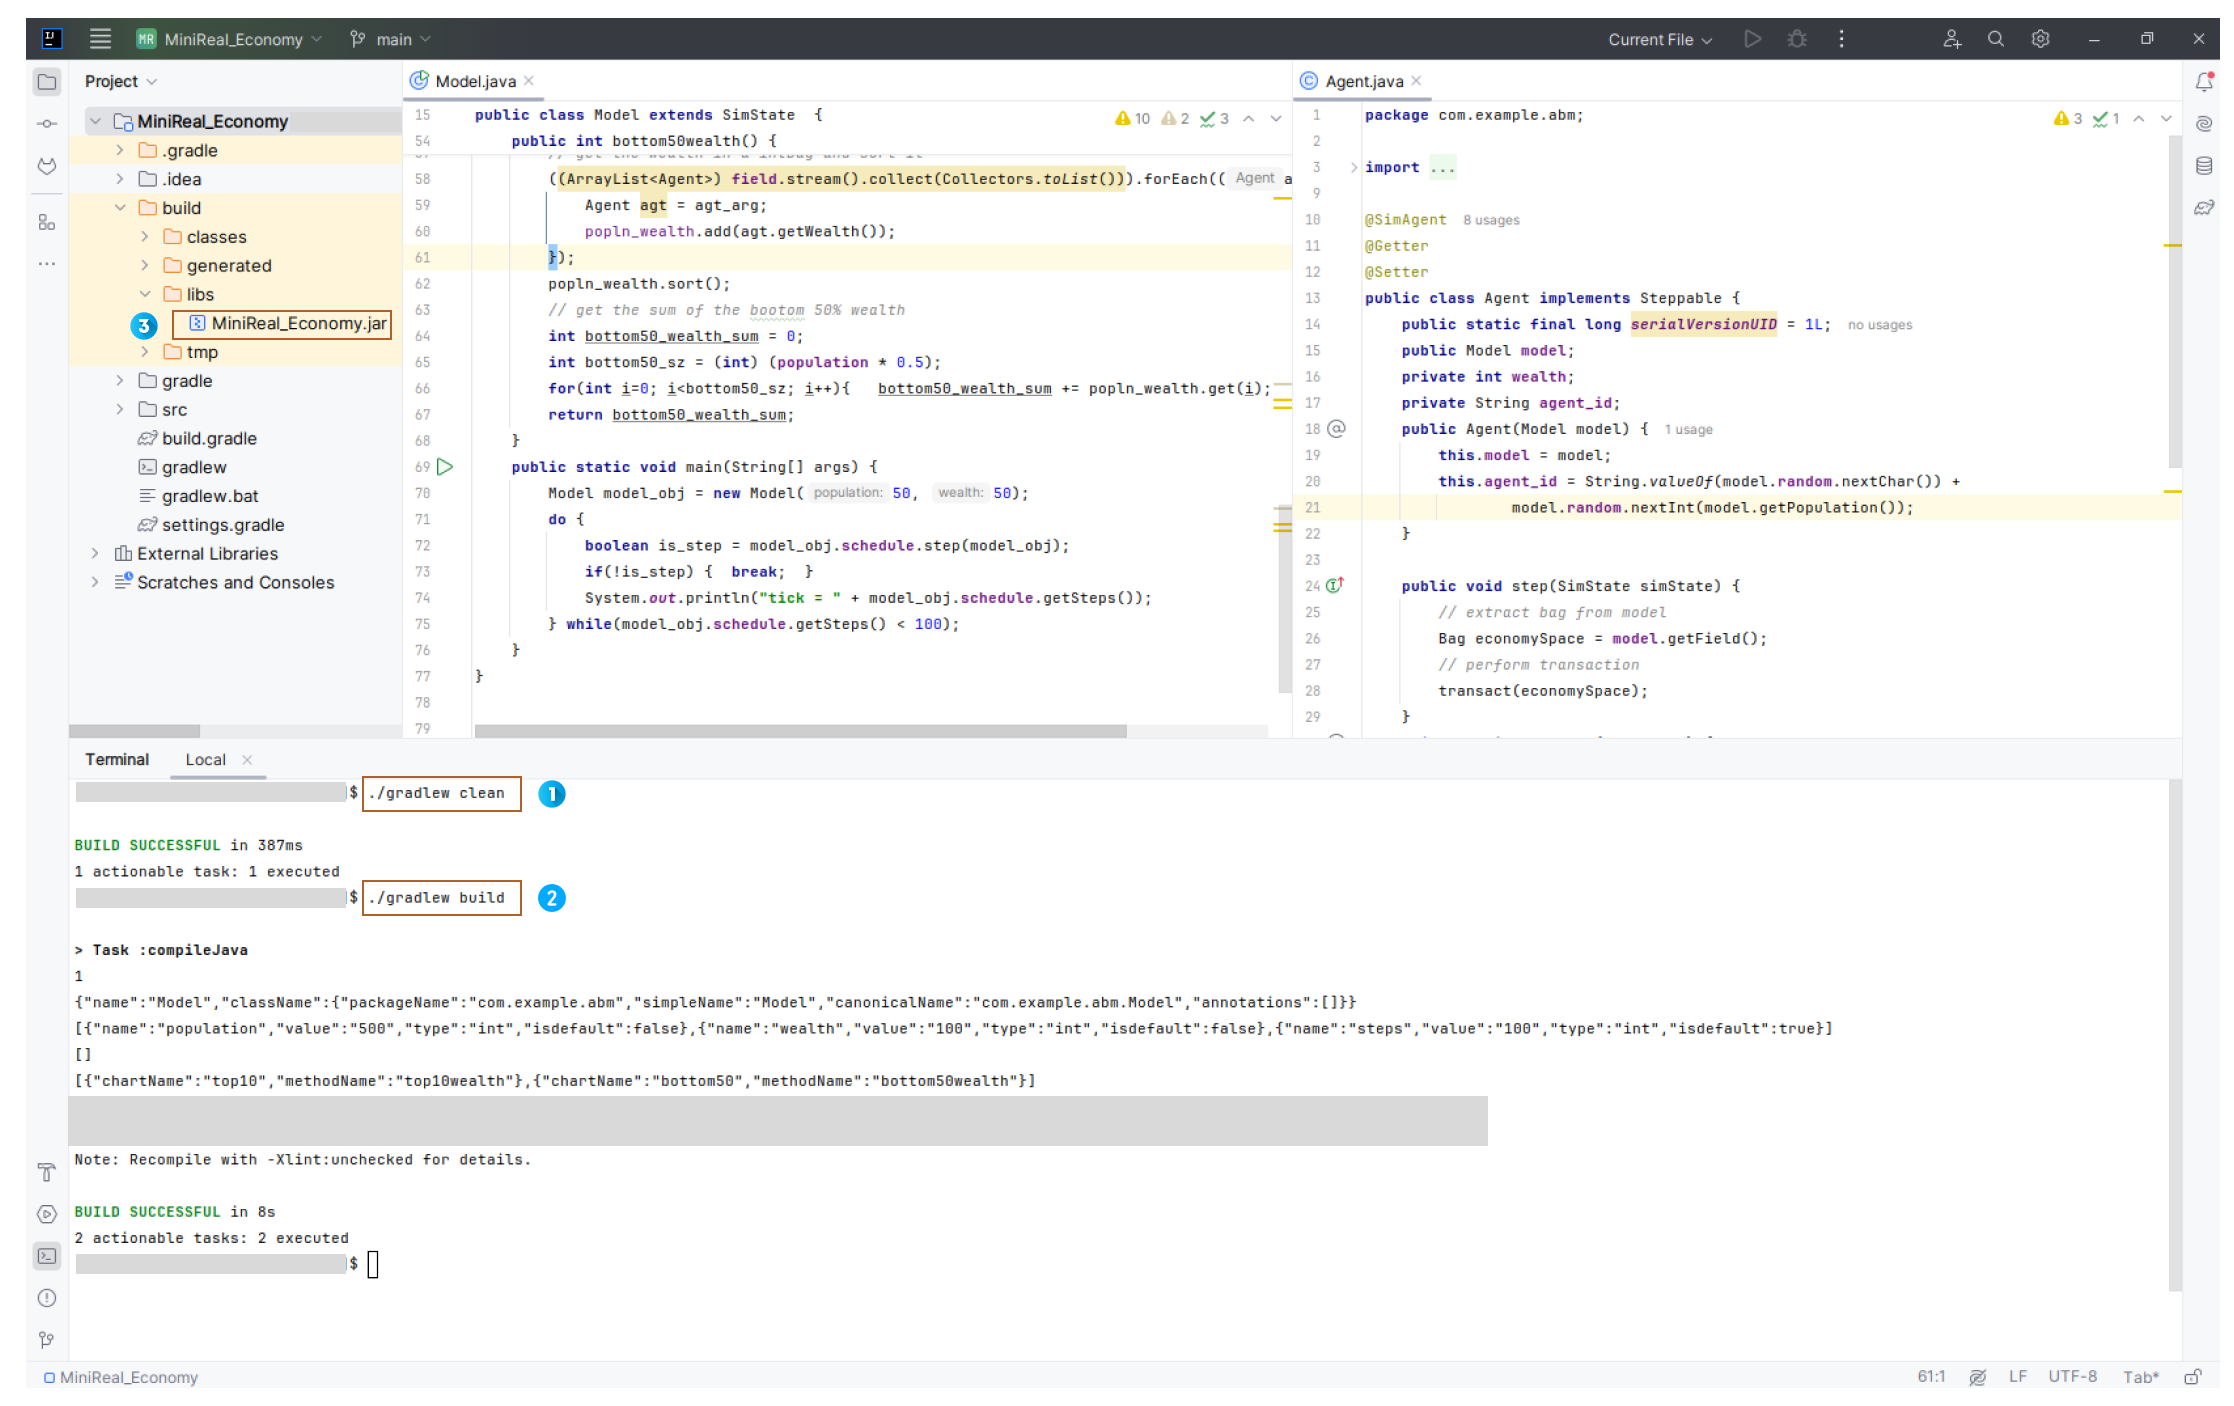 MR MiniReal_Economy main Current File
Project
MiniReal_Economy
.gradle
.idea
build
classes
generated
libs
3 MiniReal_Economy.jar
tmp
gradle
src
build.gradle
gradlew
gradlew.bat
settings.gradle
External Libraries
Scratches and Consoles
Model.java
10 2 3
15 public class Model extends SimState {
54 public int bottom50wealth() {
58 ((ArrayList<Agent>) field.stream().collect(Collectors.toList())).forEach(( Agent a
59 Agent agt = agt_arg;
60 popln_wealth.add(agt.getWealth());
61 });
62 popln_wealth.sort();
63 // get the sum of the bootom 50% wealth
64 int bottom50_wealth_sum = 0;
65 int bottom50_sz = (int) (population * 0.5);
66 for(int i=0; i<bottom50_sz; i++){ bottom50_wealth_sum += popln_wealth.get(i);
67 return bottom50_wealth_sum;
68 }
69 public static void main(String[] args) {
70 Model model_obj = new Model( population: 50, wealth: 50);
71 do {
72 boolean is_step = model_obj.schedule.step(model_obj);
73 if(!is_step) { break; }
74 System.out.println("tick = " + model_obj.schedule.getSteps());
75 } while(model_obj.schedule.getSteps() < 100);
76 }
77 }
78
79
Agent.java
3 1
1 package com.example.abm;
2
3 import ...
9
10 @SimAgent 8 usages
11 @Getter
12 @Setter
13 public class Agent implements Steppable {
14 public static final long serialVersionUID = 1L; no usages
15 public Model model;
16 private int wealth;
17 private String agent_id;
18 public Agent(Model model) { 1 usage
19 this.model = model;
20 this.agent_id = String.valueOf(model.random.nextChar()) +
21 model.random.nextInt(model.getPopulation());
22 }
23
24 public void step(SimState simState) {
25 // extract bag from model
26 Bag economySpace = model.getField();
27 // perform transaction
28 transact(economySpace);
29 }
Terminal Local
$ ./gradlew clean 1
BUILD SUCCESSFUL in 387ms
1 actionable task: 1 executed
$ ./gradlew build 2
> Task :compileJava
1
{"name":"Model","className":{"packageName":"com.example.abm","simpleName":"Model","canonicalName":"com.example.abm.Model","annotations":[]}}
[{"name":"population","value":"500","type":"int","isdefault":false},{"name":"wealth","value":"100","type":"int","isdefault":false},{"name":"steps","value":"100","type":"int","isdefault":true}]
[]
[{"chartName":"top10","methodName":"top10wealth"},{"chartName":"bottom50","methodName":"bottom50wealth"}]
Note: Recompile with -Xlint:unchecked for details.
BUILD SUCCESSFUL in 8s
2 actionable tasks: 2 executed
$
MiniReal_Economy 61:1 LF UTF-8 Tab*